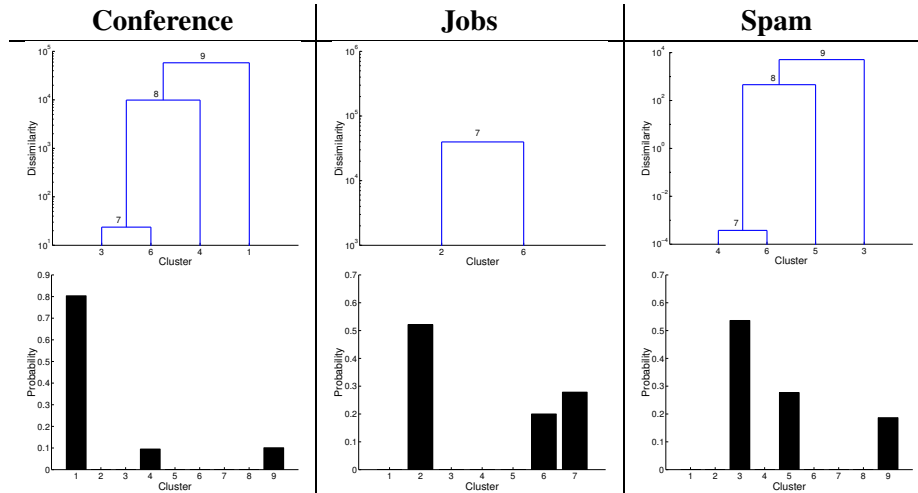 Conference Jobs Spam
10^5
10^4
10^3
10^2
10^1
Dissimilarity
9
8
7
3 6 4 1
Cluster
10^6
10^5
10^4
10^3
Dissimilarity
7
2 6
Cluster
10^4
10^2
10^0
10^−2
10^−4
Dissimilarity
9
8
7
4 6 5 3
Cluster
0.9
0.8
0.7
0.6
0.5
0.4
0.3
0.2
0.1
0
Probability
1 2 3 4 5 6 7 8 9
Cluster
0.7
0.6
0.5
0.4
0.3
0.2
0.1
0
Probability
1 2 3 4 5 6 7
Cluster
0.7
0.6
0.5
0.4
0.3
0.2
0.1
0
Probability
1 2 3 4 5 6 7 8 9
Cluster